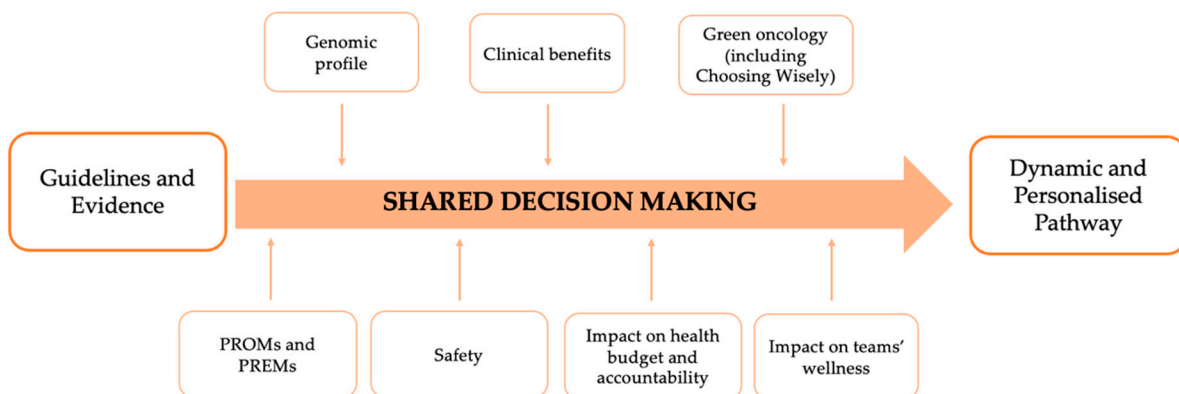 Genomic
profile
Clinical benefits
Green oncology
(including
Choosing Wisely)
Guidelines and
Evidence
SHARED DECISION MAKING
Dynamic and
Personalised
Pathway
PROMs and
PREMs
Safety
Impact on health
budget and
accountability
Impact on teams’
wellness